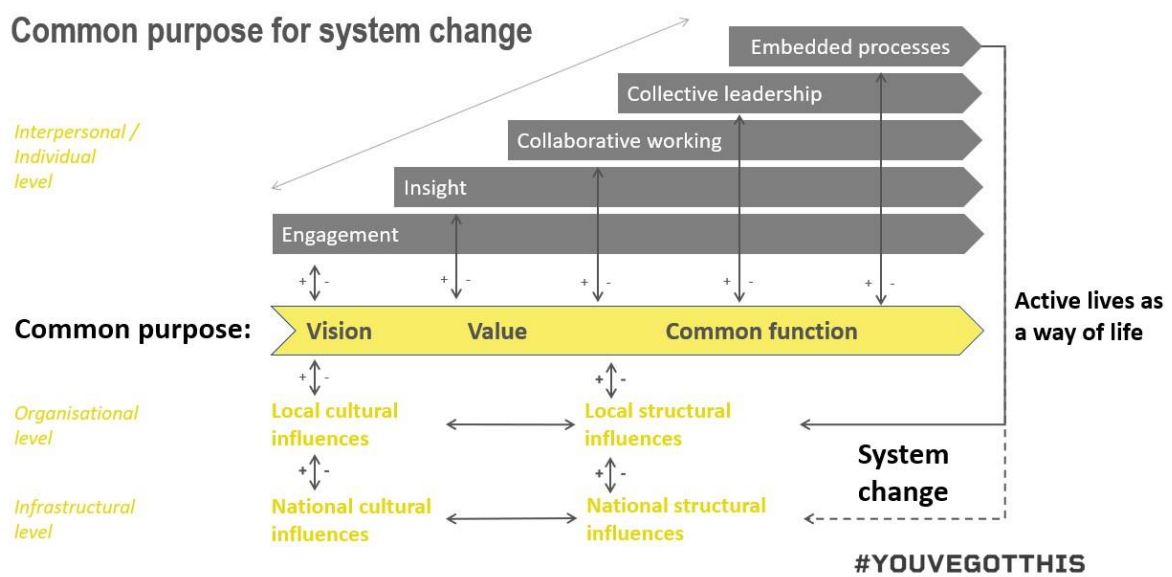 Common purpose for system change
Embedded processes
Collective leadership
Interpersonal /
Individual
level
Collaborative working
Insight
Engagement
+ -
+ -
+ -
+ -
+ -
Common purpose:
Vision
Value
Common function
Active lives as
a way of life
+ -
+ -
Organisational
level
Local cultural
influences
Local structural
influences
System
change
+ -
+ -
Infrastructural
level
National cultural
influences
National structural
influences
#YOUVEGOTTHIS